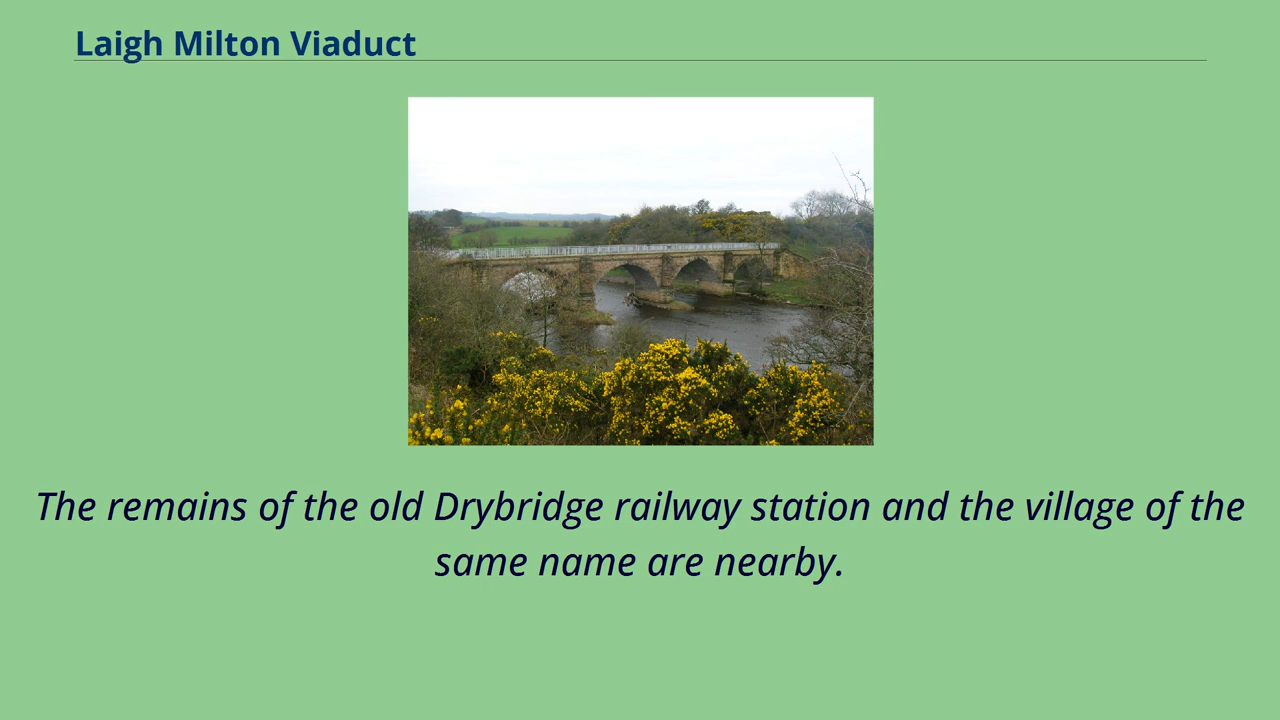 Laigh Milton Viaduct
The remains of the old Drybridge railway station and the village of the
same name are nearby.